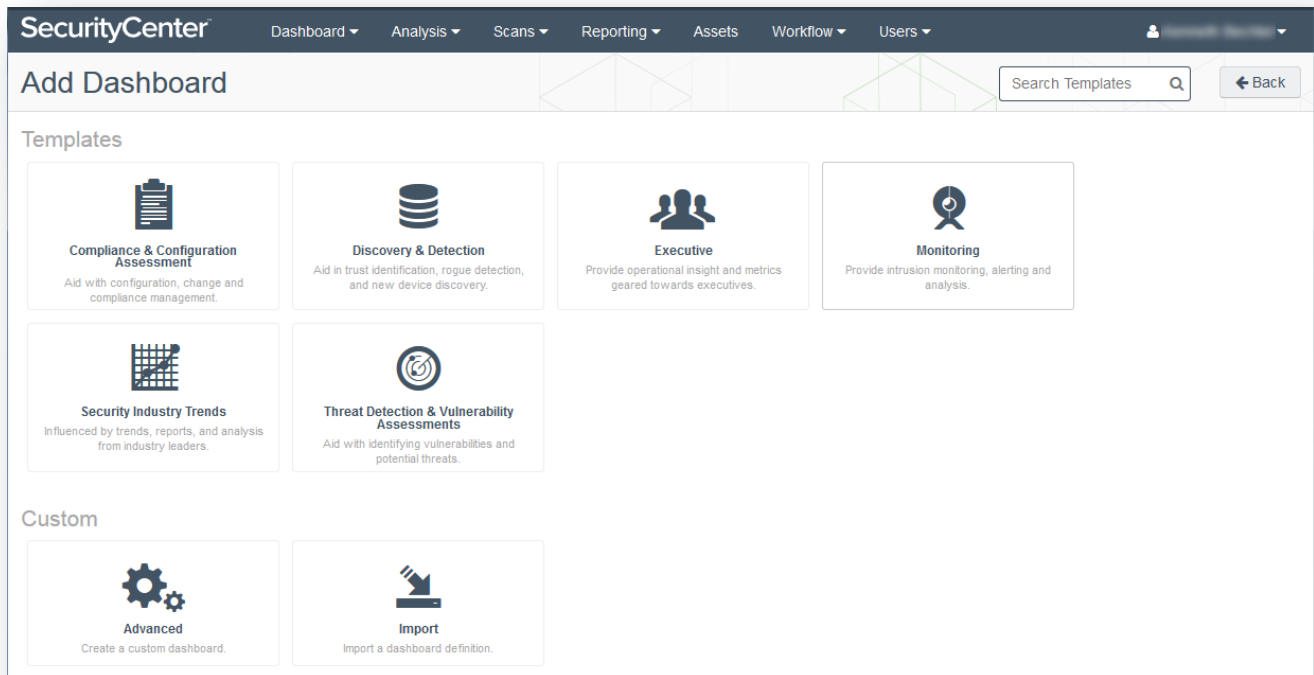 SecurityCenter™
Dashboard
Analysis
Scans
Reporting
Assets
Workflow
Users
Add Dashboard
Search Templates
Back
Templates
Compliance & Configuration
Assessment
Aid with configuration, change and
compliance management.
Discovery & Detection
Aid in trust identification, rogue detection,
and new device discovery.
Executive
Provide operational insight and metrics
geared towards executives.
Monitoring
Provide intrusion monitoring, alerting and
analysis.
Security Industry Trends
Influenced by trends, reports, and analysis
from industry leaders.
Threat Detection & Vulnerability
Assessments
Aid with identifying vulnerabilities and
potential threats.
Custom
Advanced
Create a custom dashboard.
Import
Import a dashboard definition.